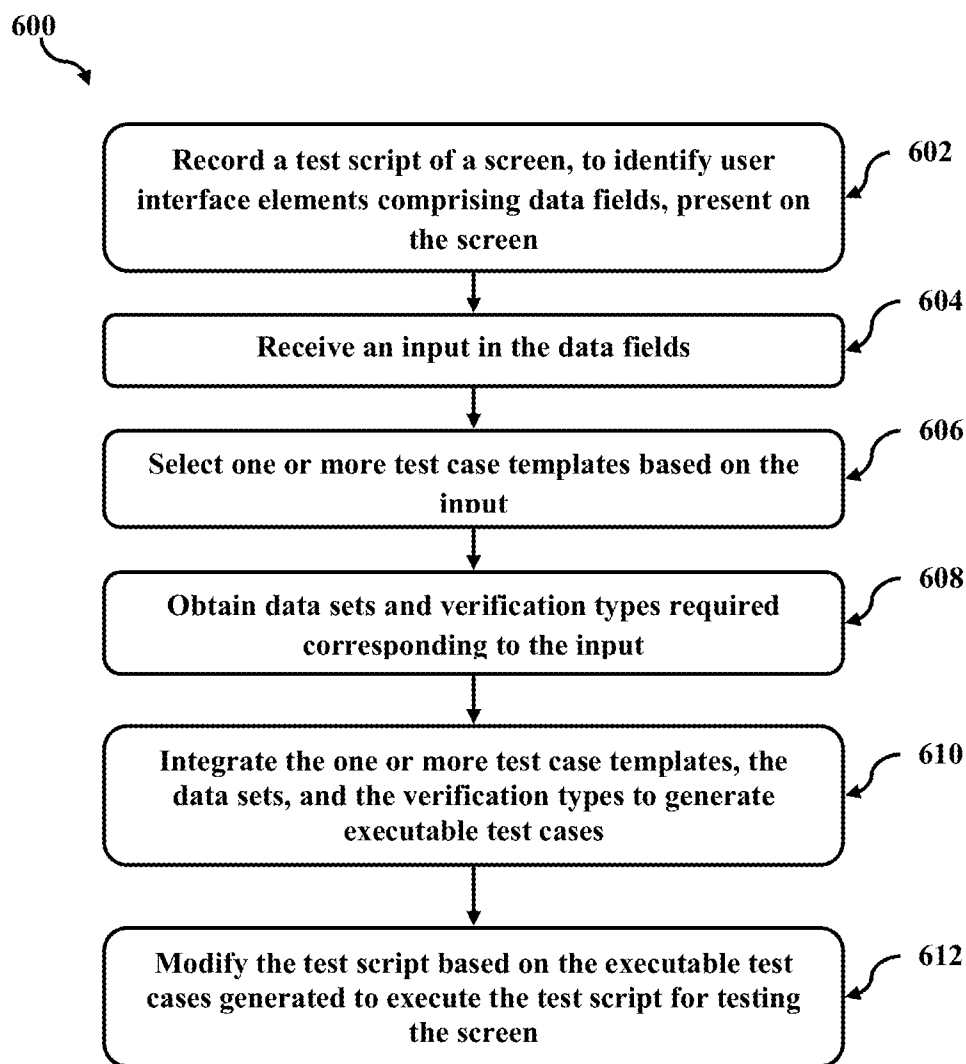 600
Record a test script of a screen, to identify user
interface elements comprising data fields, present on
the screen
602
Receive an input in the data fields
604
Select one or more test case templates based on the
input
606
Obtain data sets and verification types required
corresponding to the input
608
Integrate the one or more test case templates, the
data sets, and the verification types to generate
executable test cases
610
Modify the test script based on the executable test
cases generated to execute the test script for testing
the screen
612